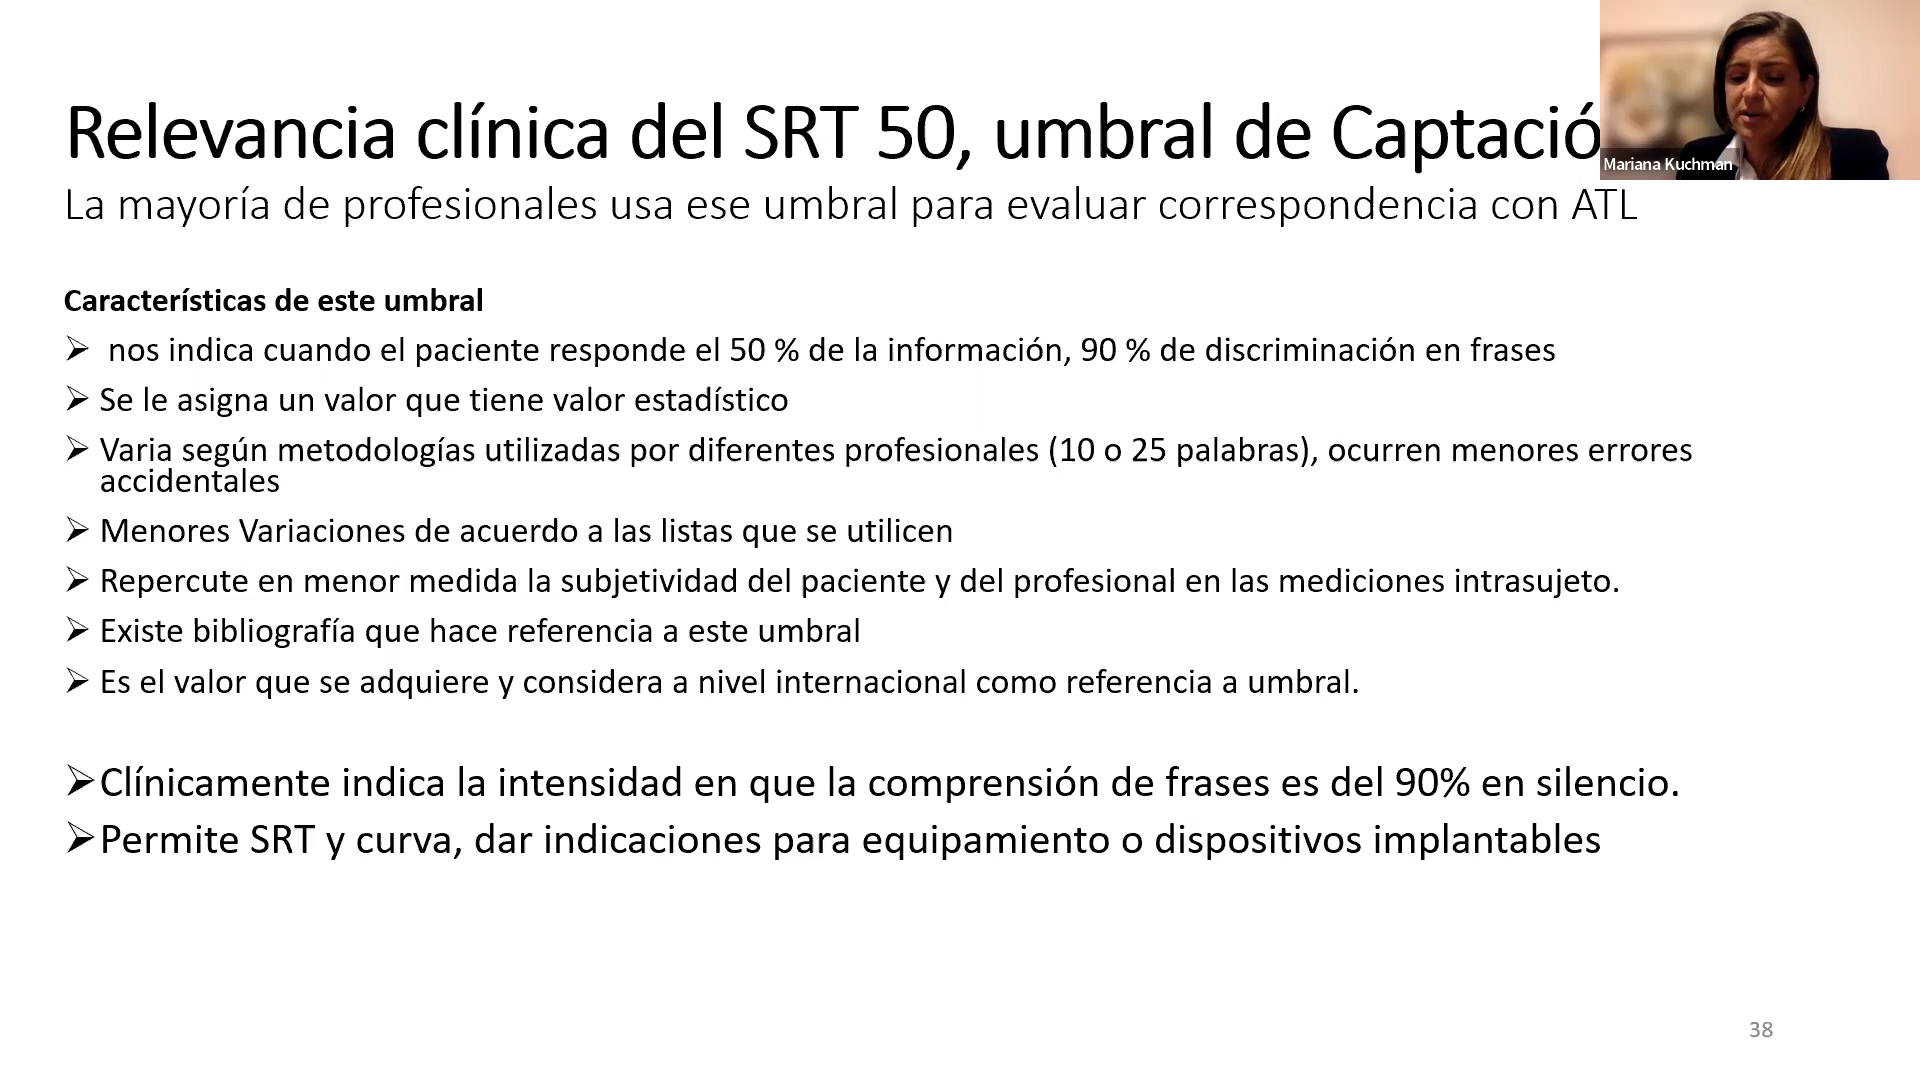 Relevancia clínica del SRT 50, umbral de Captació
Mariana Kuchman
La mayoría de profesionales usa ese umbral para evaluar correspondencia con ATL
Características de este umbral
➢ nos indica cuando el paciente responde el 50 % de la información, 90 % de discriminación en frases
➢ Se le asigna un valor que tiene valor estadístico
➢ Varia según metodologías utilizadas por diferentes profesionales (10 o 25 palabras), ocurren menores errores
accidentales
➢ Menores Variaciones de acuerdo a las listas que se utilicen
➢ Repercute en menor medida la subjetividad del paciente y del profesional en las mediciones intrasujeto.
➢ Existe bibliografía que hace referencia a este umbral
➢ Es el valor que se adquiere y considera a nivel internacional como referencia a umbral.
➢Clínicamente indica la intensidad en que la comprensión de frases es del 90% en silencio.
➢Permite SRT y curva, dar indicaciones para equipamiento o dispositivos implantables
38